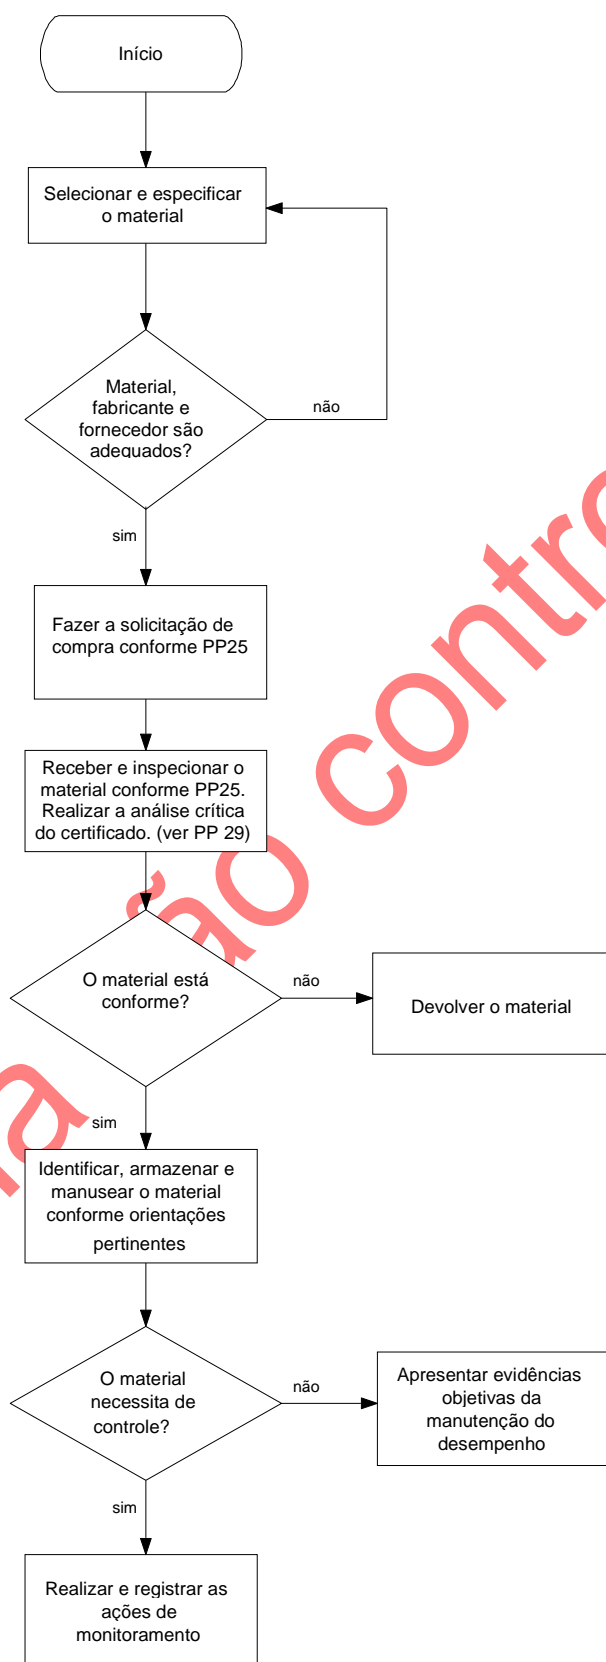 Início
Selecionar e especificar
o material
Material,
fabricante e
fornecedor são
adequados?
não
sim
Fazer a solicitação de
compra conforme PP25
Receber e inspecionar o
material conforme PP25.
Realizar a análise crítica
do certificado. (ver PP 29)
O material está
conforme?
não
Devolver o material
sim
Identificar, armazenar e
manusear o material
conforme orientações
pertinentes
O material
necessita de
controle?
não
Apresentar evidências
objetivas da
manutenção do
desempenho
sim
Realizar e registrar as
ações de
monitoramento
ão contro